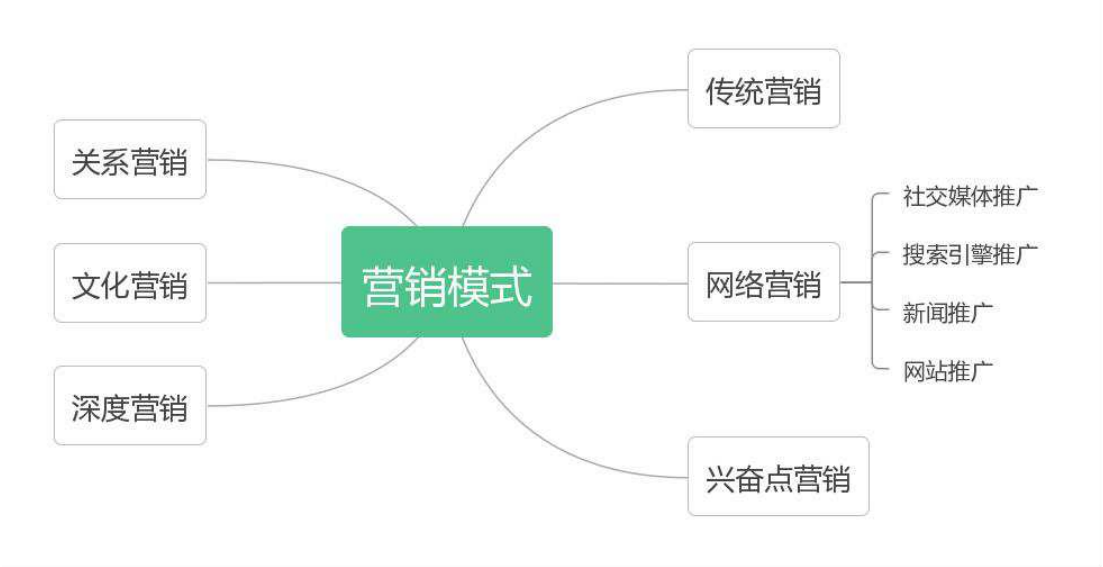 营销模式
传统营销
网络营销
社交媒体推广
搜索引擎推广
新闻推广
网站推广
兴奋点营销
关系营销
文化营销
深度营销